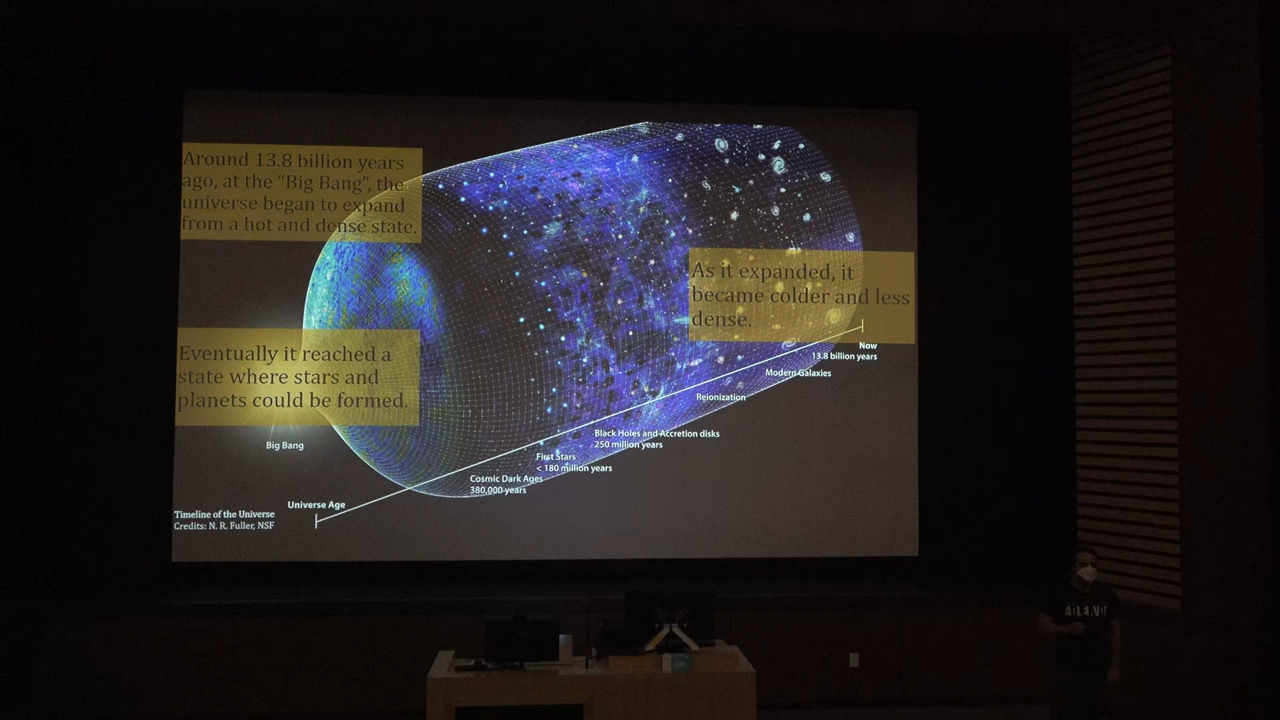 Around 13.8 billion years
ago, at the “Big Bang”, the
universe began to expand
from a hot and dense state.
As it expanded, it
became colder and less
dense.
Eventually it reached a
state where stars and
planets could be formed.
Now
13.8 billion years
Modern Galaxies
Reionization
Black Holes and Accretion disks
250 million years
First Stars
< 180 million years
Cosmic Dark Ages
380,000 years
Big Bang
Universe Age
Timeline of the Universe
Credits: N. R. Fuller, NSF